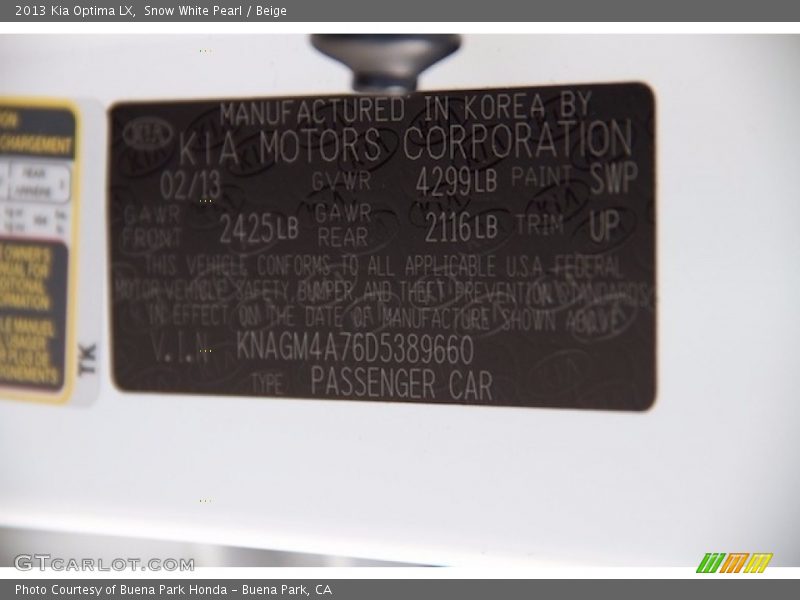 2013 Kia Optima LX, Snow White Pearl / Beige
MANUFACTURED IN KOREA BY
KIA KIA MOTORS CORPORATION
02/13 GVWR 4299LB PAINT SWP
GAWR FRONT 2425LB GAWR REAR 2116LB TRIM UP
THIS VEHICLE CONFORMS TO ALL APPLICABLE U.S.A. FEDERAL
MOTOR VEHICLE SAFETY, BUMPER, AND THEFT PREVENTION STANDARDS
IN EFFECT ON THE DATE OF MANUFACTURE SHOWN ABOVE
V.I.N KNAGM4A76D5389660
TYPE PASSENGER CAR
CHARGEMENT
REAR
TK
GTCARLOT.COM
Photo Courtesy of Buena Park Honda - Buena Park, CA